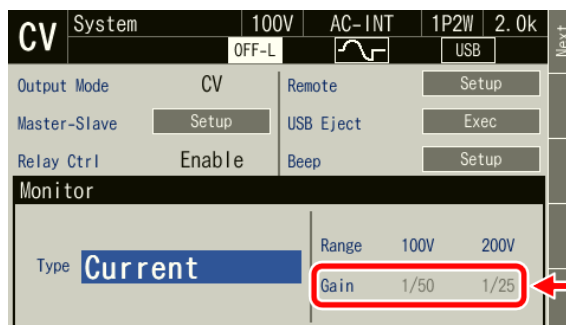 CV System 100V AC-INT 1P2W 2.0k Next
OFF-L USB
Output Mode CV Remote Setup
Master-Slave Setup USB Eject Exec
Relay Ctrl Enable Beep Setup
Monitor
Range 100V 200V
Type Current
Gain 1/50 1/25